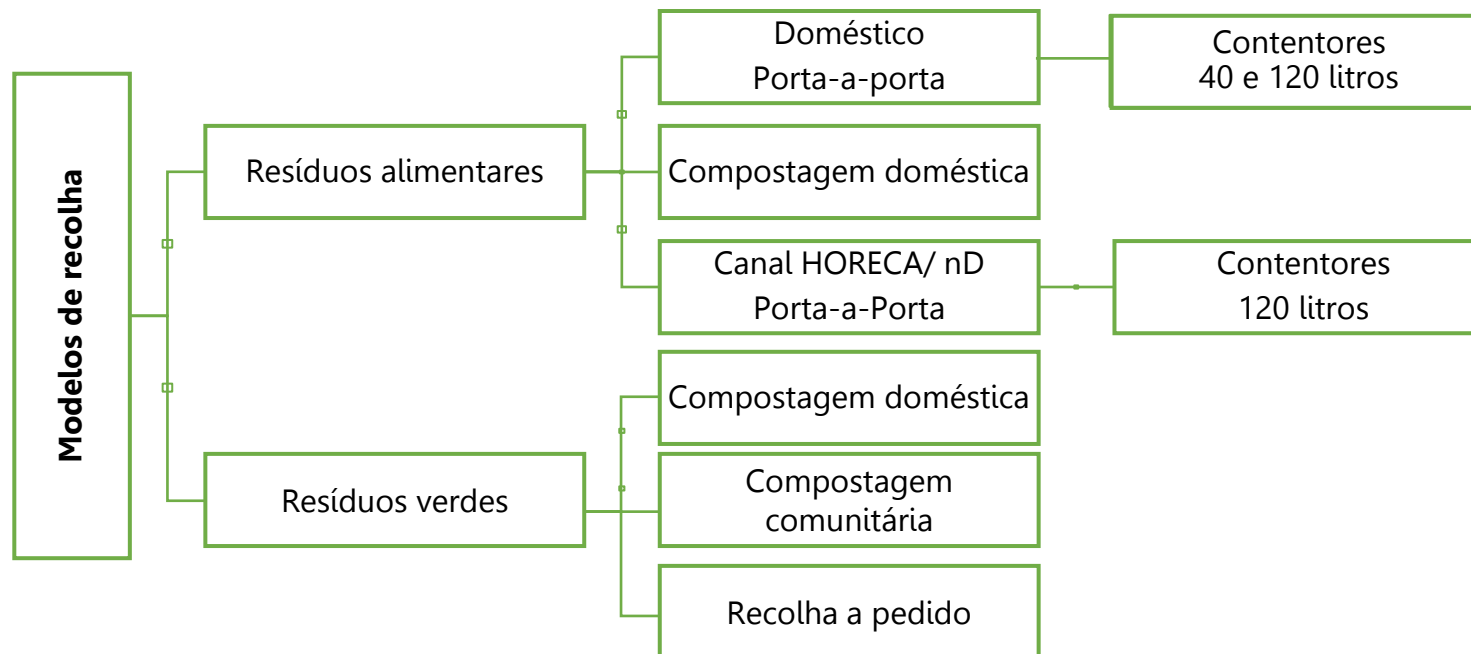 Modelos de recolha
Resíduos alimentares
Doméstico
Porta-a-porta
Contentores
40 e 120 litros
Compostagem doméstica
Canal HORECA/ nD
Porta-a-Porta
Contentores
120 litros
Resíduos verdes
Compostagem doméstica
Compostagem
comunitária
Recolha a pedido